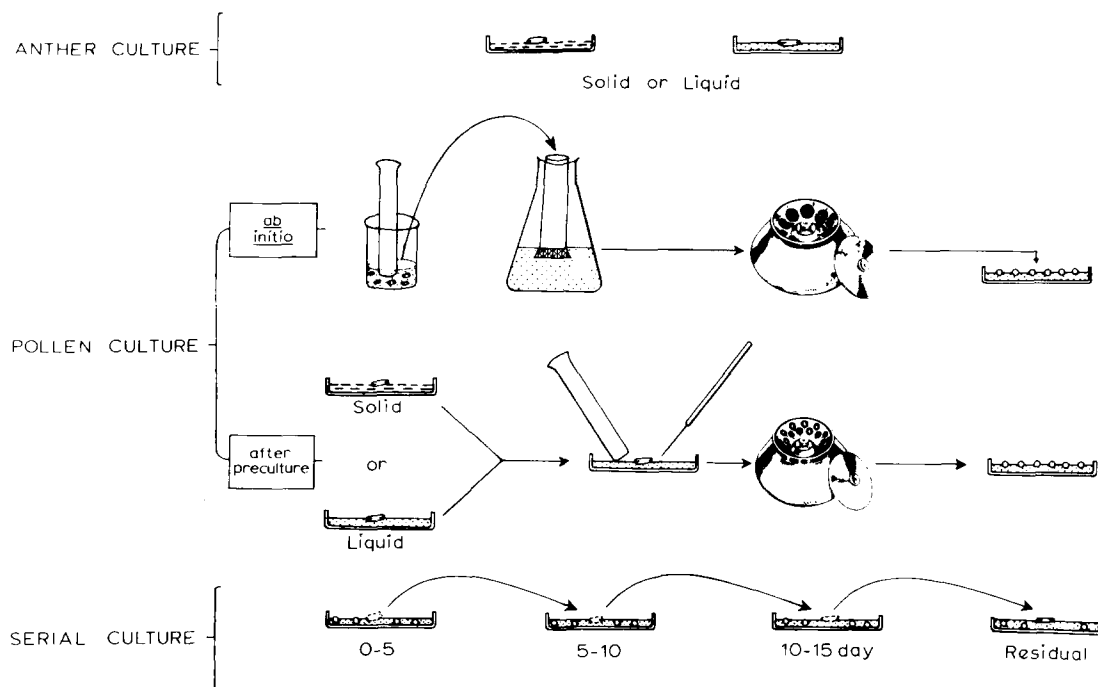 ANTHER CULTURE
Solid or Liquid
ab
initio
POLLEN CULTURE
Solid
after
preculture
or
Liquid
SERIAL CULTURE
0-5
5-10
10-15 day
Residual